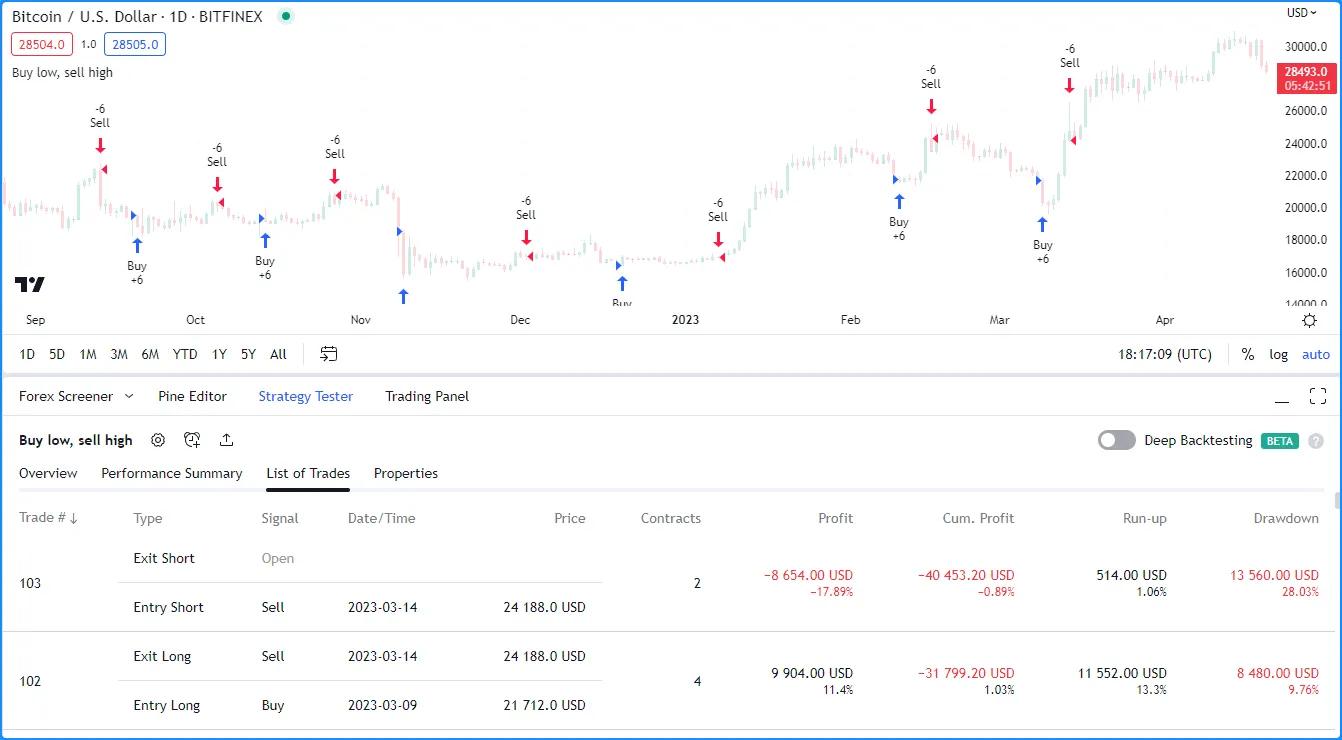 Bitcoin / U.S. Dollar · 1D · BITFINEX
USD
28504.0 1.0 28505.0
Buy low, sell high
30000.0
28493.0
05:42:51
26000.0
24000.0
22000.0
20000.0
18000.0
16000.0
14000.0
-6
Sell
Buy
+6
-6
Sell
Buy
+6
-6
Sell
-6
Sell
Buy
-6
Sell
-6
Sell
Buy
+6
-6
Sell
Buy
+6
Sep Oct Nov Dec 2023 Feb Mar Apr
1D 5D 1M 3M 6M YTD 1Y 5Y All 18:17:09 (UTC) % log auto
Forex Screener Pine Editor Strategy Tester Trading Panel
Buy low, sell high Deep Backtesting BETA ?
Overview Performance Summary List of Trades Properties
Trade # ↓ Type Signal Date/Time Price Contracts Profit Cum. Profit Run-up Drawdown
Exit Short Open
103 2 −8 654.00 USD −40 453.20 USD 514.00 USD 13 560.00 USD
−17.89% −0.89% 1.06% 28.03%
Entry Short Sell 2023-03-14 24 188.0 USD
Exit Long Sell 2023-03-14 24 188.0 USD
102 4 9 904.00 USD −31 799.20 USD 11 552.00 USD 8 480.00 USD
11.4% 1.03% 13.3% 9.76%
Entry Long Buy 2023-03-09 21 712.0 USD